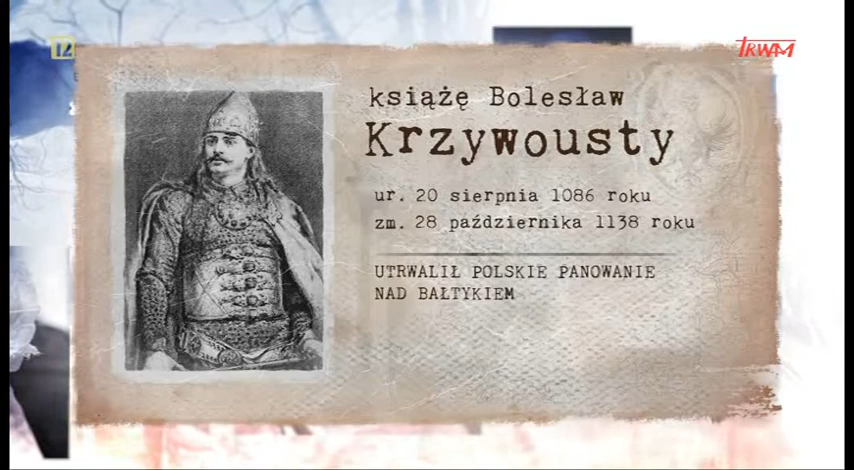 12
TRWAM
książę Bolesław
Krzywousty
ur. 20 sierpnia 1086 roku
zm. 28 października 1138 roku
UTRWALIŁ POLSKIE PANOWANIE
NAD BAŁTYKIEM